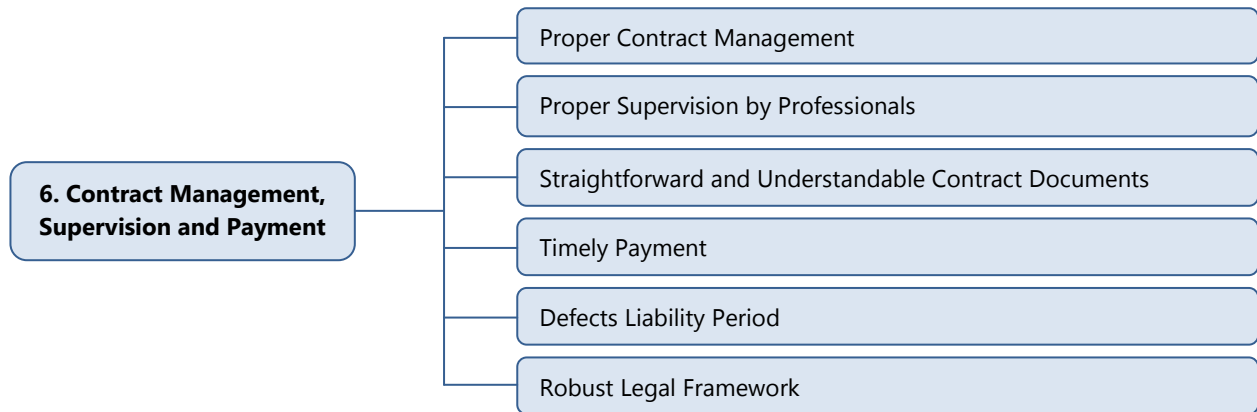 6. Contract Management,
Supervision and Payment
Proper Contract Management
Proper Supervision by Professionals
Straightforward and Understandable Contract Documents
Timely Payment
Defects Liability Period
Robust Legal Framework